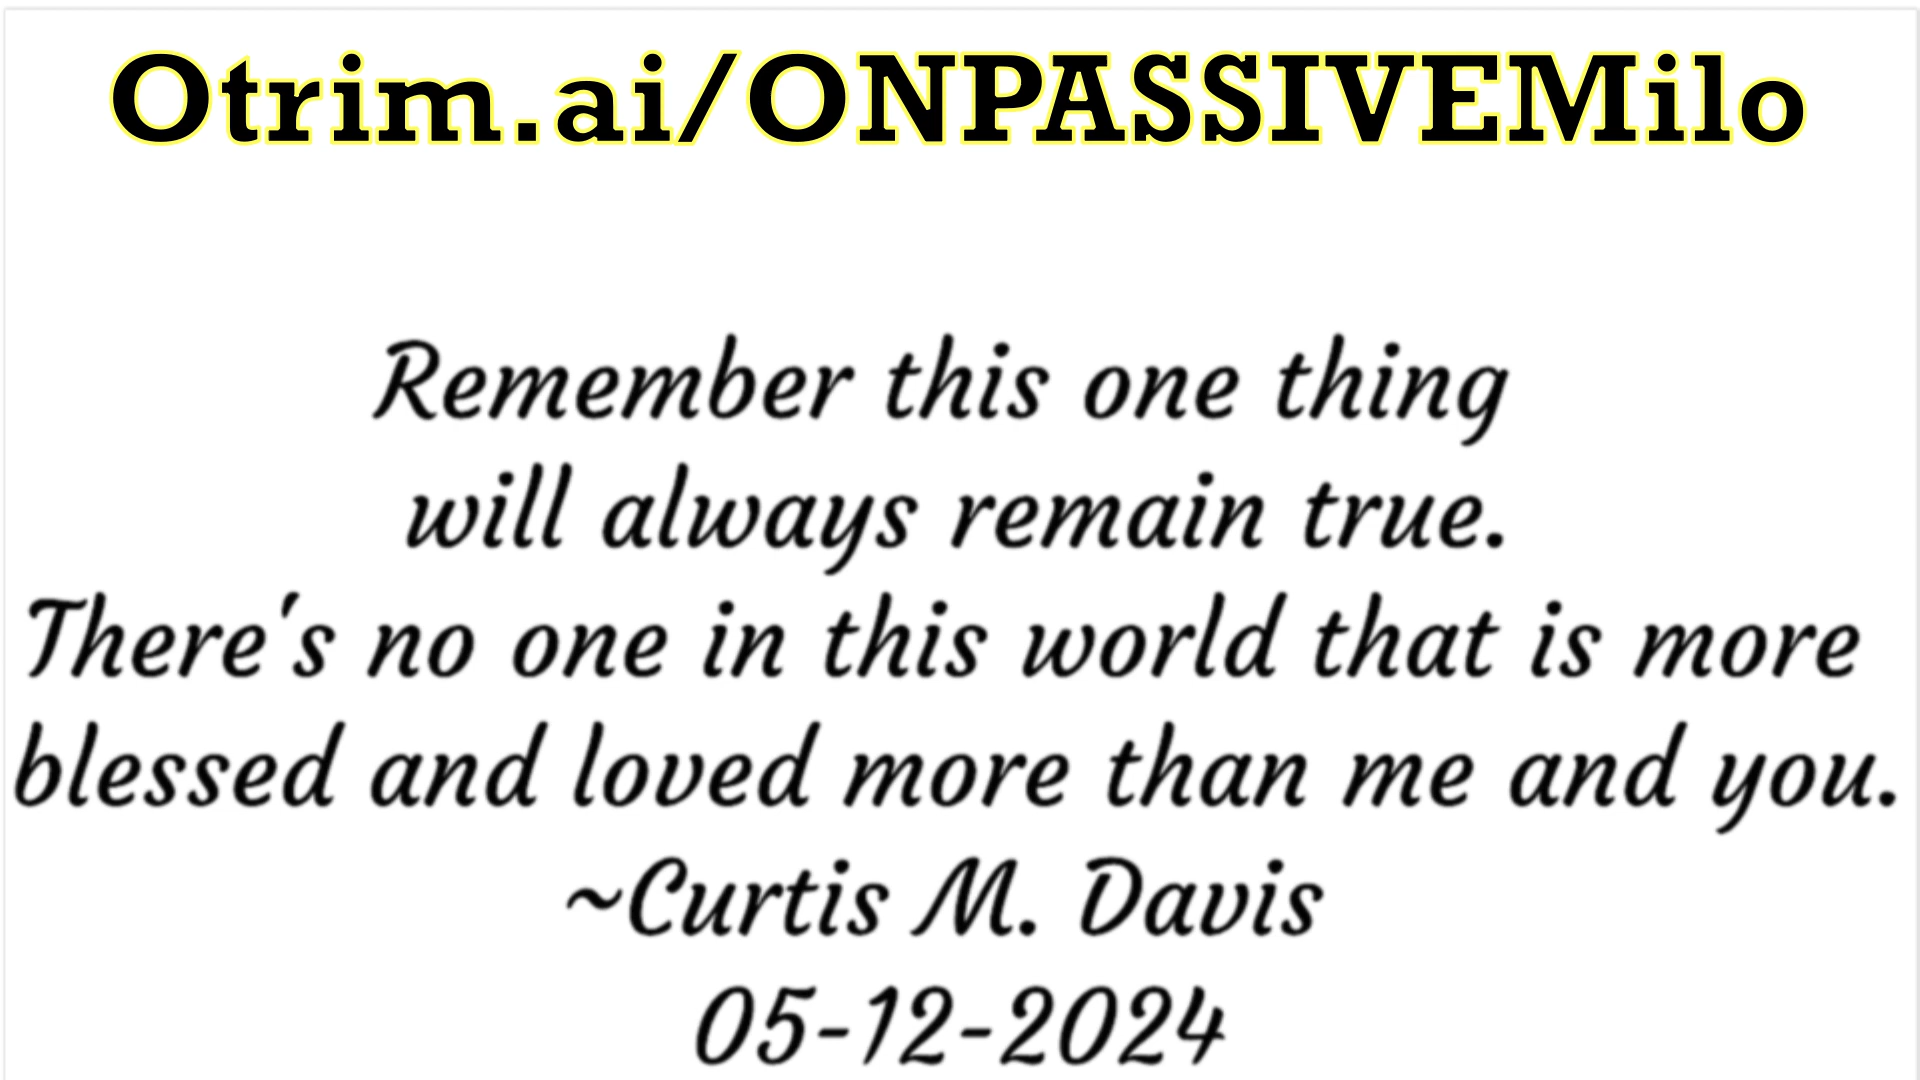 Otrim.ai/ONPASSIVEMilo
Remember this one thing
will always remain true.
There's no one in this world that is more
blessed and loved more than me and you.
~Curtis M. Davis
05-12-2024